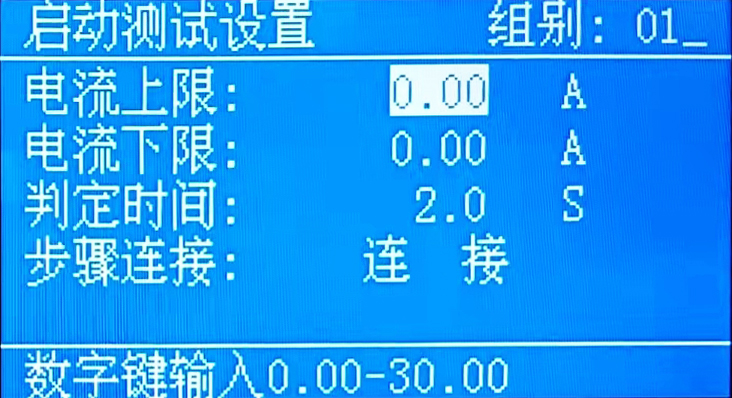 启动测试设置 组别：01_
电流上限： 0.00 A
电流下限： 0.00 A
判定时间： 2.0 S
步骤连接： 连 接
数字键输入0.00-30.00